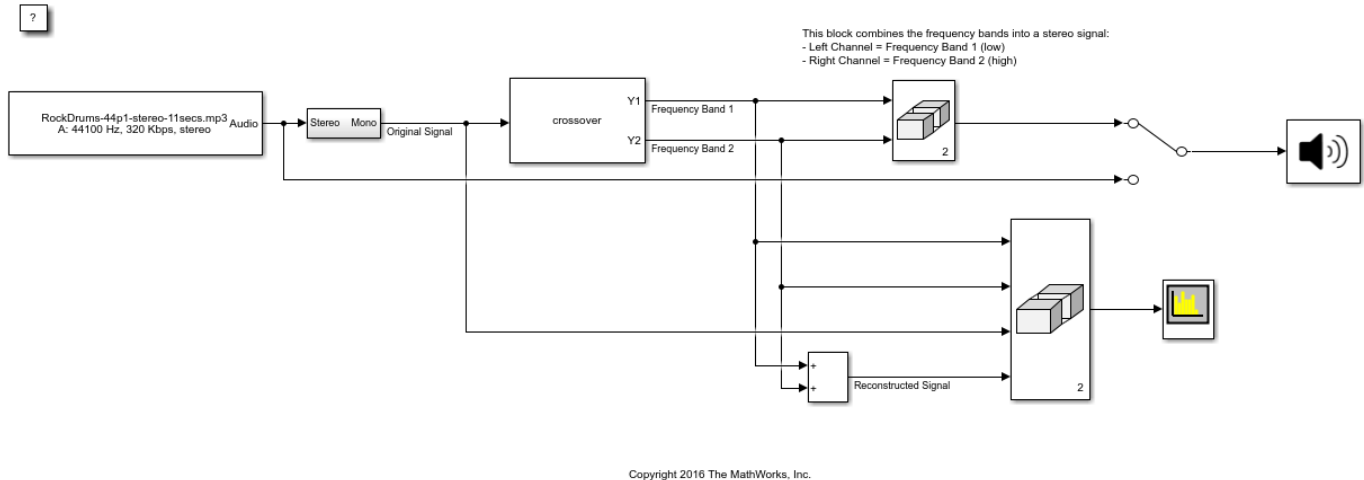 ?
This block combines the frequency bands into a stereo signal:
- Left Channel = Frequency Band 1 (low)
- Right Channel = Frequency Band 2 (high)
RockDrums-44p1-stereo-11secs.mp3
A: 44100 Hz, 320 Kbps, stereo
Audio
Stereo Mono
Original Signal
crossover
Y1
Frequency Band 1
Y2
Frequency Band 2
2
+
+
Reconstructed Signal
2
Copyright 2016 The MathWorks, Inc.